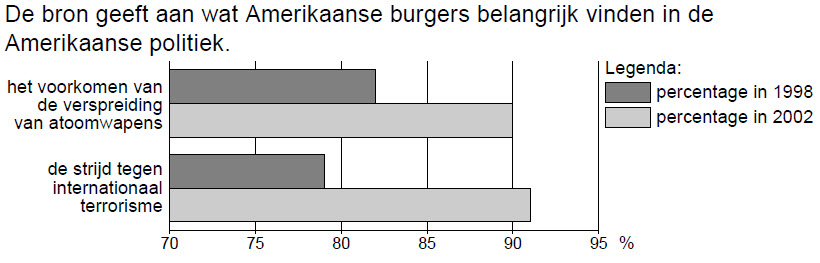 De bron geeft aan wat Amerikaanse burgers belangrijk vinden in de
Amerikaanse politiek.
Legenda:
percentage in 1998
percentage in 2002
het voorkomen van
de verspreiding
van atoomwapens
de strijd tegen
internationaal
terrorisme
70 75 80 85 90 95 %